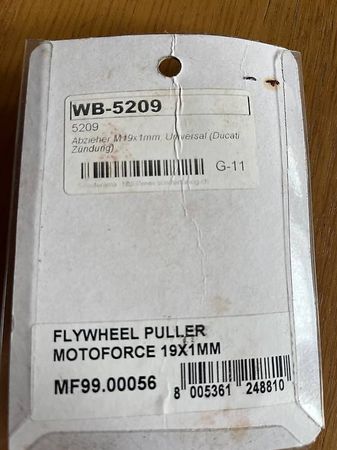 WB-5209
5209
Abzieher M19x1mm, Universal (Ducati
Zündung)
G-11
FLYWHEEL PULLER
MOTOFORCE 19X1MM
MF99.00056
8 005361 248810